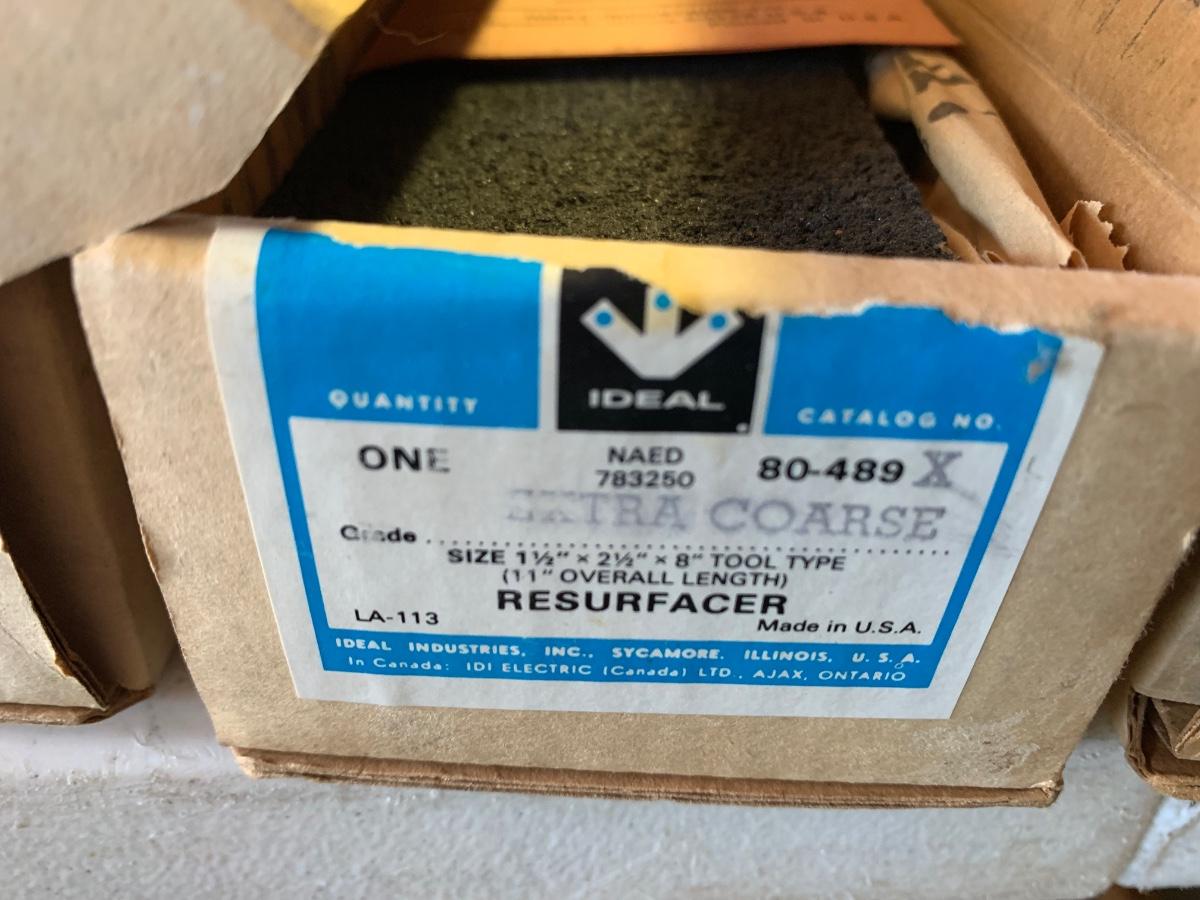 U.S.A.
QUANTITY
IDEAL
CATALOG NO.
ONE
NAED
783250
80-489 X
EXTRA COARSE
Grade
SIZE 1½" × 2½" × 8" TOOL TYPE
(11" OVERALL LENGTH)
RESURFACER
LA-113
Made in U.S.A.
IDEAL INDUSTRIES, INC., SYCAMORE, ILLINOIS, U. S. A.
In Canada: IDI ELECTRIC (Canada) LTD., AJAX, ONTARIO